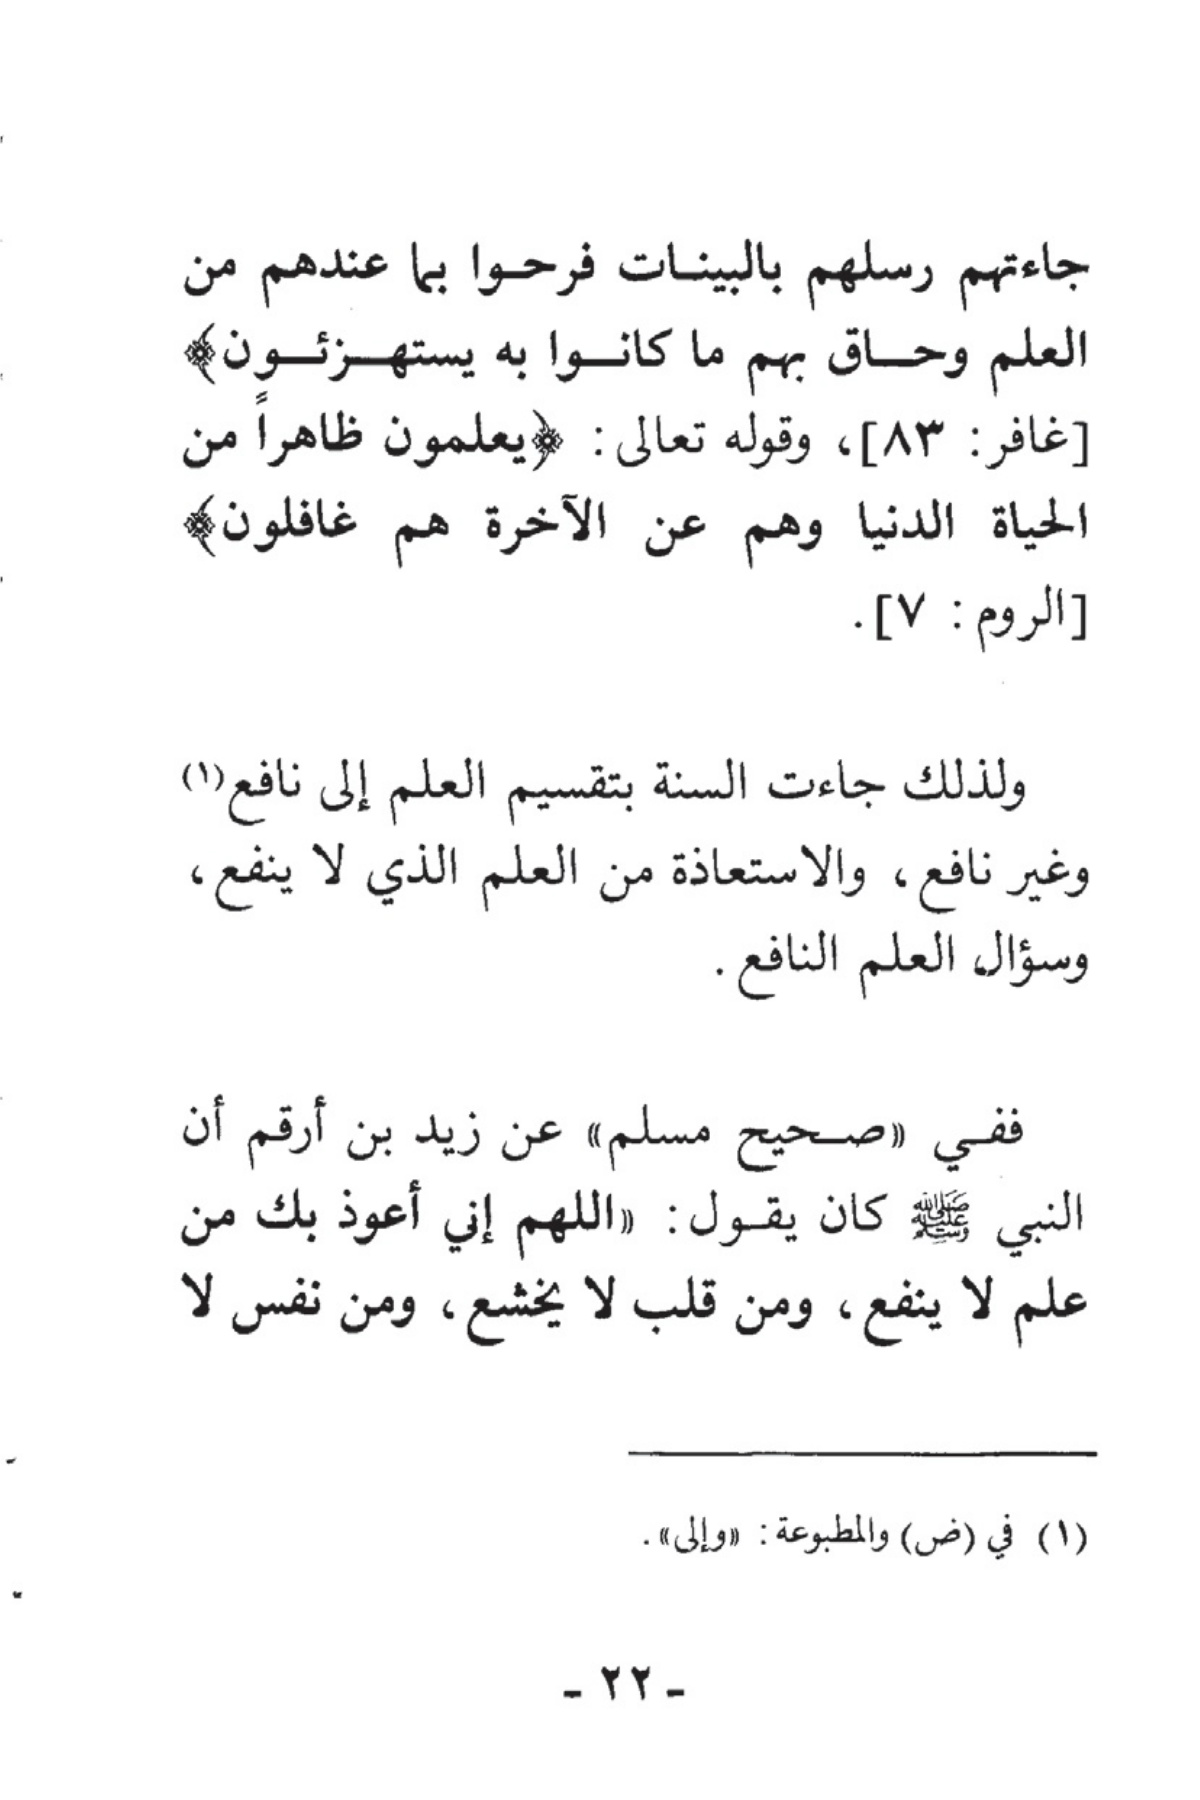 جاءتهم رسلهم بالبينات فرحوا بما عندهم من
العلم وحاق بهم ما كانوا به يستهزئون﴾
[غافر: ٨٣]، وقوله تعالى: ﴿يعلمون ظاهراً من
الحياة الدنيا وهم عن الآخرة هم غافلون﴾
[الروم: ٧].
ولذلك جاءت السنة بتقسيم العلم إلى نافع(١)
وغير نافع، والاستعاذة من العلم الذي لا ينفع،
وسؤال العلم النافع.
ففي «صحيح مسلم» عن زيد بن أرقم أن
النبي ﷺ كان يقول: «اللهم إني أعوذ بك من
علم لا ينفع، ومن قلب لا يخشع، ومن نفس لا
(١) في (ض) والمطبوعة: «وإلى».
- ٢٢ -